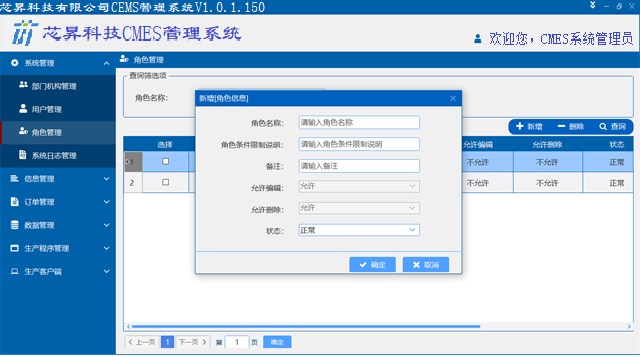 芯昇科技有限公司CEMS管理系统V1.0.1.150
芯昇科技CMES管理系统
欢迎您，CMES系统管理员
系统管理
部门机构管理
用户管理
角色管理
系统日志管理
信息管理
订单管理
数据管理
生产程序管理
生产客户端
角色管理
查询筛选项
角色名称：
新增 删除 查询
选择 允许编辑 允许删除 状态
1 不允许 不允许 正常
2 不允许 不允许 正常
新增[角色信息]
角色名称： 请输入角色名称
角色条件限制说明： 请输入角色条件限制说明
备注： 请输入备注
允许编辑： 允许
允许删除： 允许
状态： 正常
确定 取消
上一页 1 下一页 第 1 页 确定